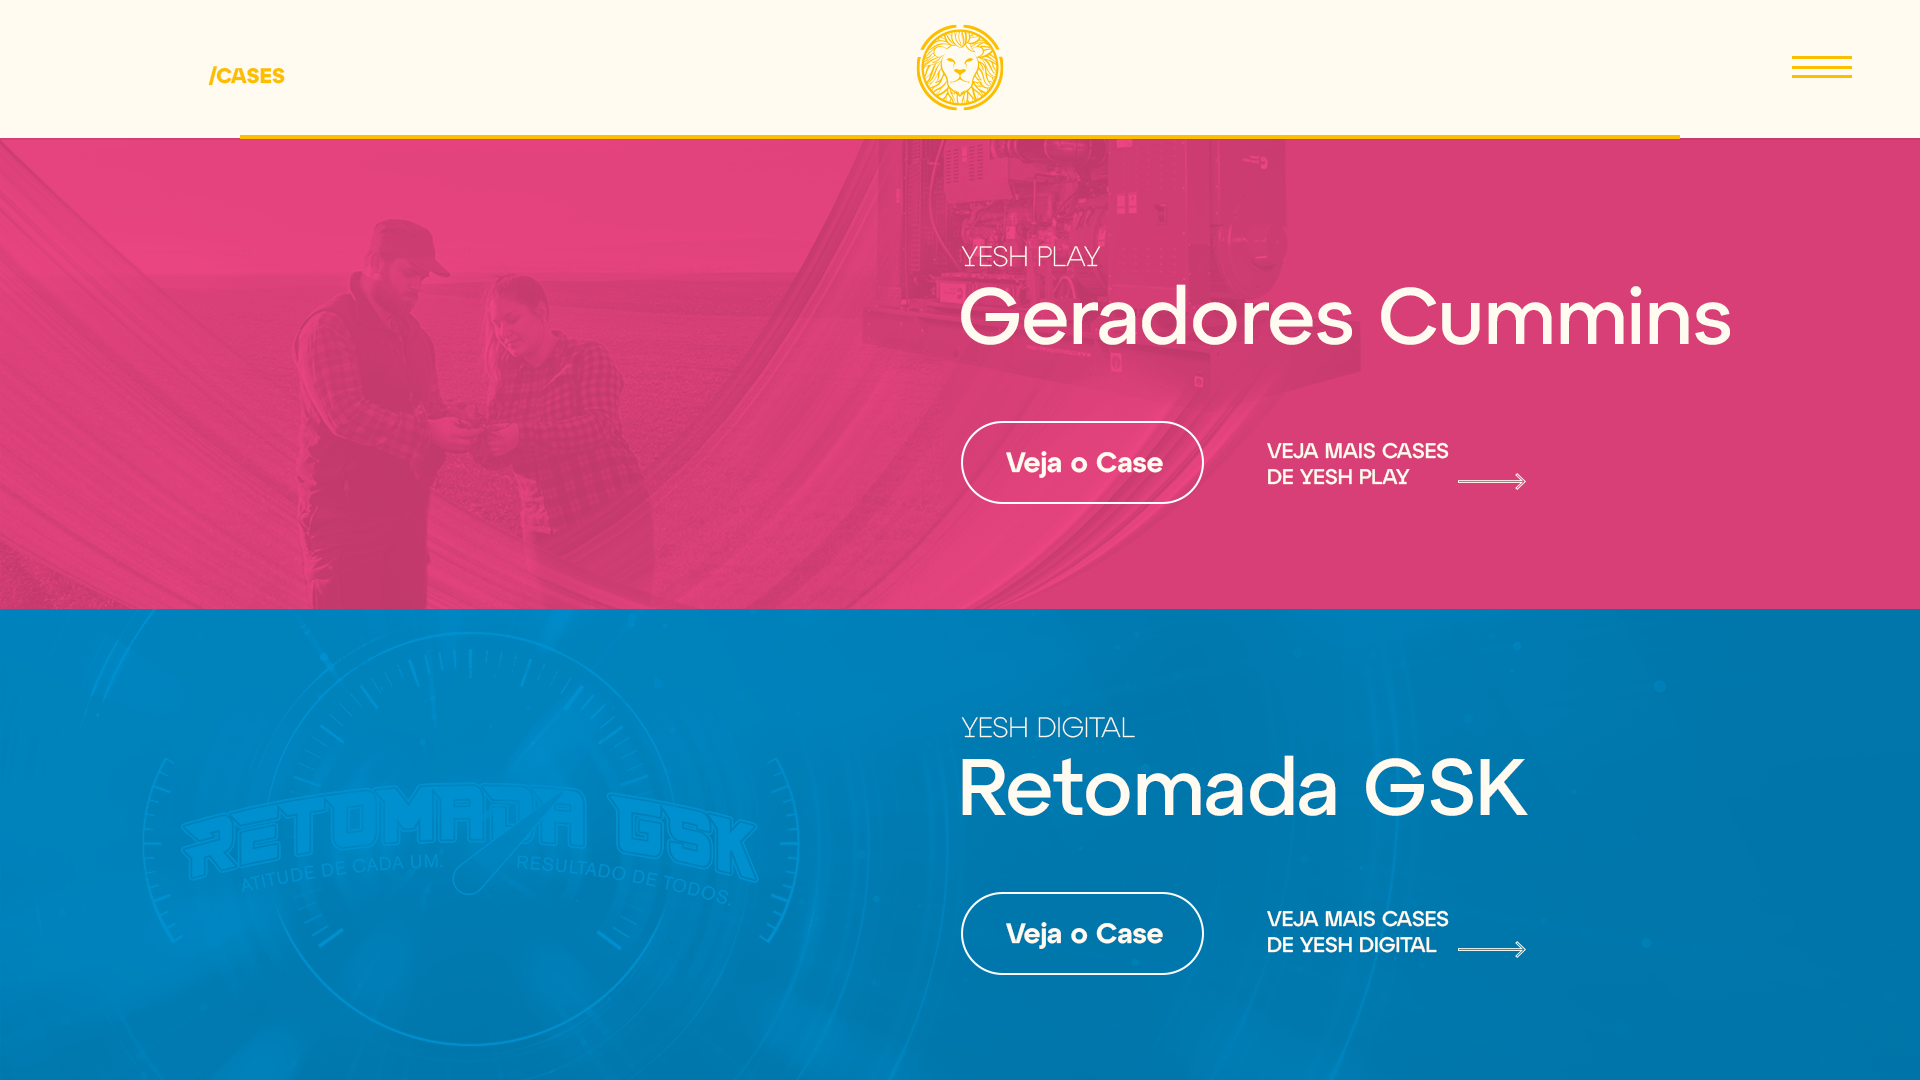 /CASES
YESH PLAY
Geradores Cummins
Veja o Case
VEJA MAIS CASES
DE YESH PLAY
YESH DIGITAL
Retomada GSK
RETOMADA GSK
ATITUDE DE CADA UM. RESULTADO DE TODOS.
Veja o Case
VEJA MAIS CASES
DE YESH DIGITAL